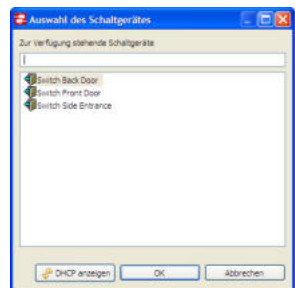 Auswahl des Schaltgerätes
Zur Verfügung stehende Schaltgeräte
Switch Back Door
Switch Front Door
Switch Side Entrance
DHCP anzeigen
OK
Abbrechen